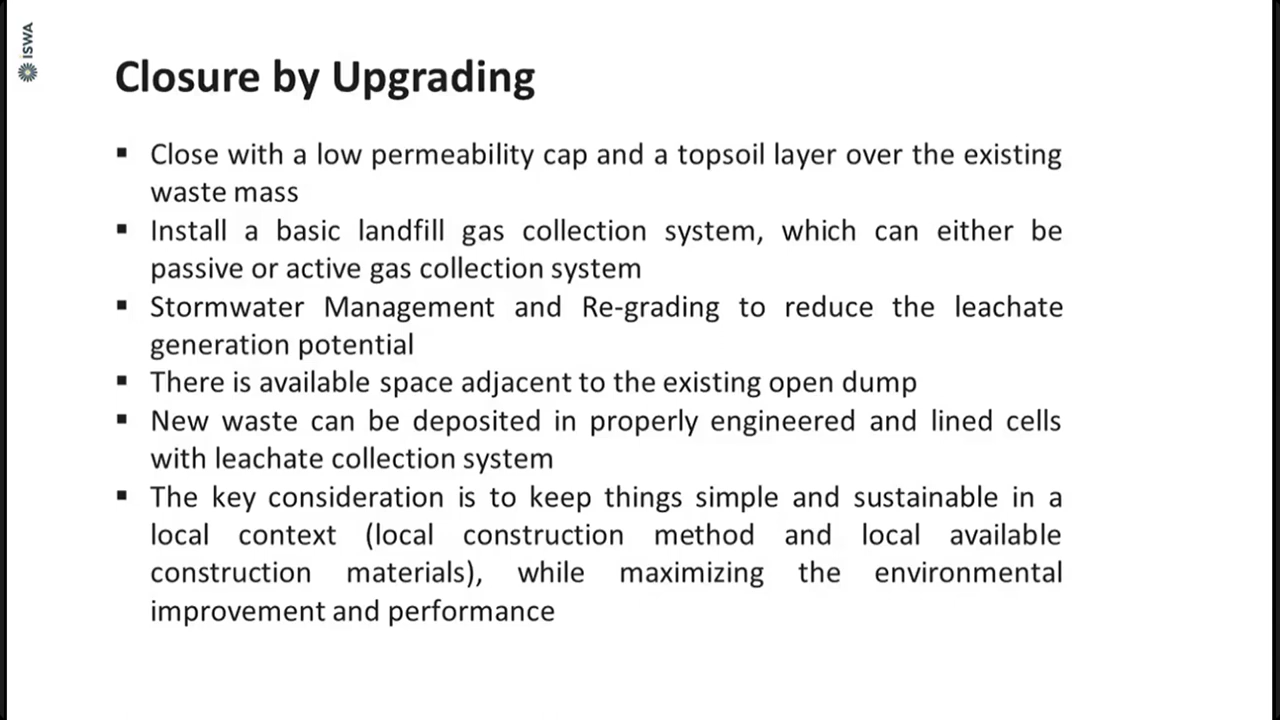 ISWA
Closure by Upgrading
▪ Close with a low permeability cap and a topsoil layer over the existing
waste mass
▪ Install a basic landfill gas collection system, which can either be
passive or active gas collection system
▪ Stormwater Management and Re-grading to reduce the leachate
generation potential
▪ There is available space adjacent to the existing open dump
▪ New waste can be deposited in properly engineered and lined cells
with leachate collection system
▪ The key consideration is to keep things simple and sustainable in a
local context (local construction method and local available
construction materials), while maximizing the environmental
improvement and performance